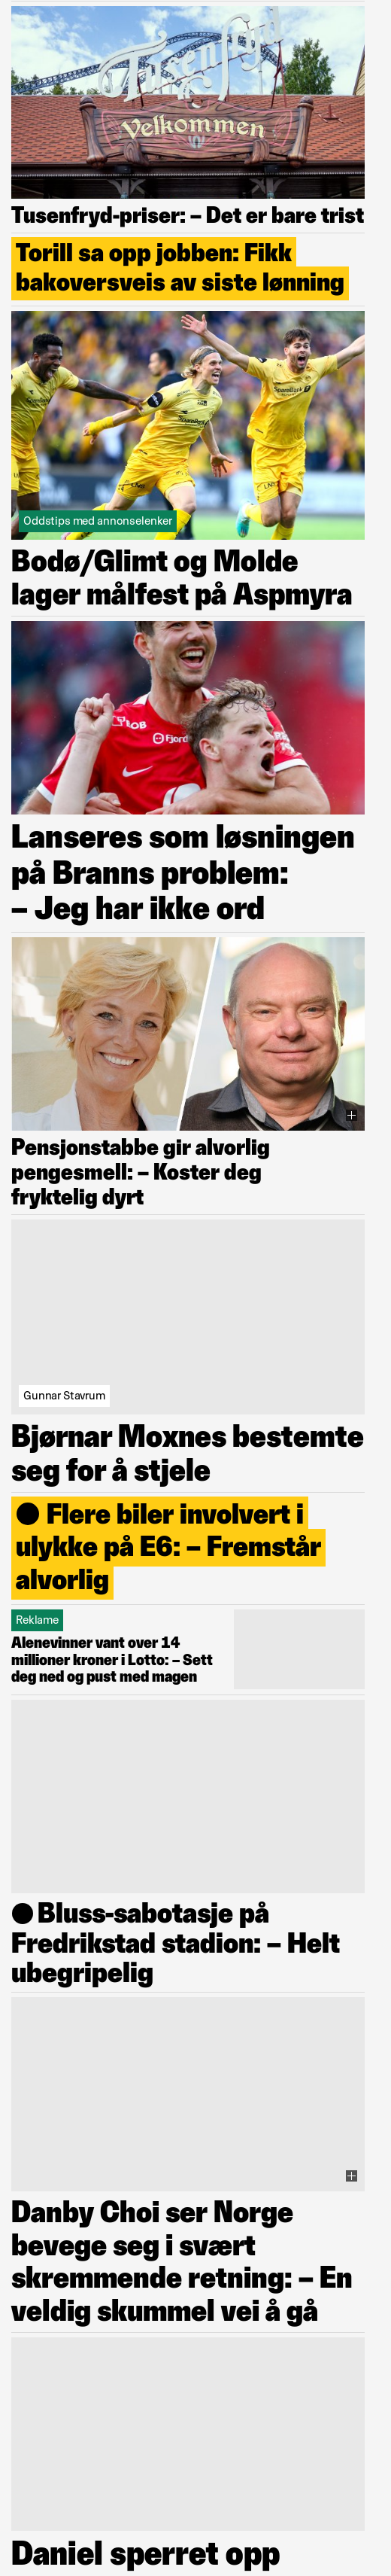 Tusenfryd
Velkommen
Tusenfryd-priser: – Det er bare trist
Torill sa opp jobben: Fikk
bakoversveis av siste lønning
SpareBank 1
Oddstips med annonselenker
Bodø/Glimt og Molde
lager målfest på Aspmyra
OBOS
Fjord
Lanseres som løsningen
på Branns problem:
– Jeg har ikke ord
Pensjonstabbe gir alvorlig
pengesmell: – Koster deg
fryktelig dyrt
Gunnar Stavrum
Bjørnar Moxnes bestemte
seg for å stjele
Flere biler involvert i
ulykke på E6: – Fremstår
alvorlig
Reklame
Alenevinner vant over 14
millioner kroner i Lotto: – Sett
deg ned og pust med magen
Bluss-sabotasje på
Fredrikstad stadion: – Helt
ubegripelig
Danby Choi ser Norge
bevege seg i svært
skremmende retning: – En
veldig skummel vei å gå
Daniel sperret opp